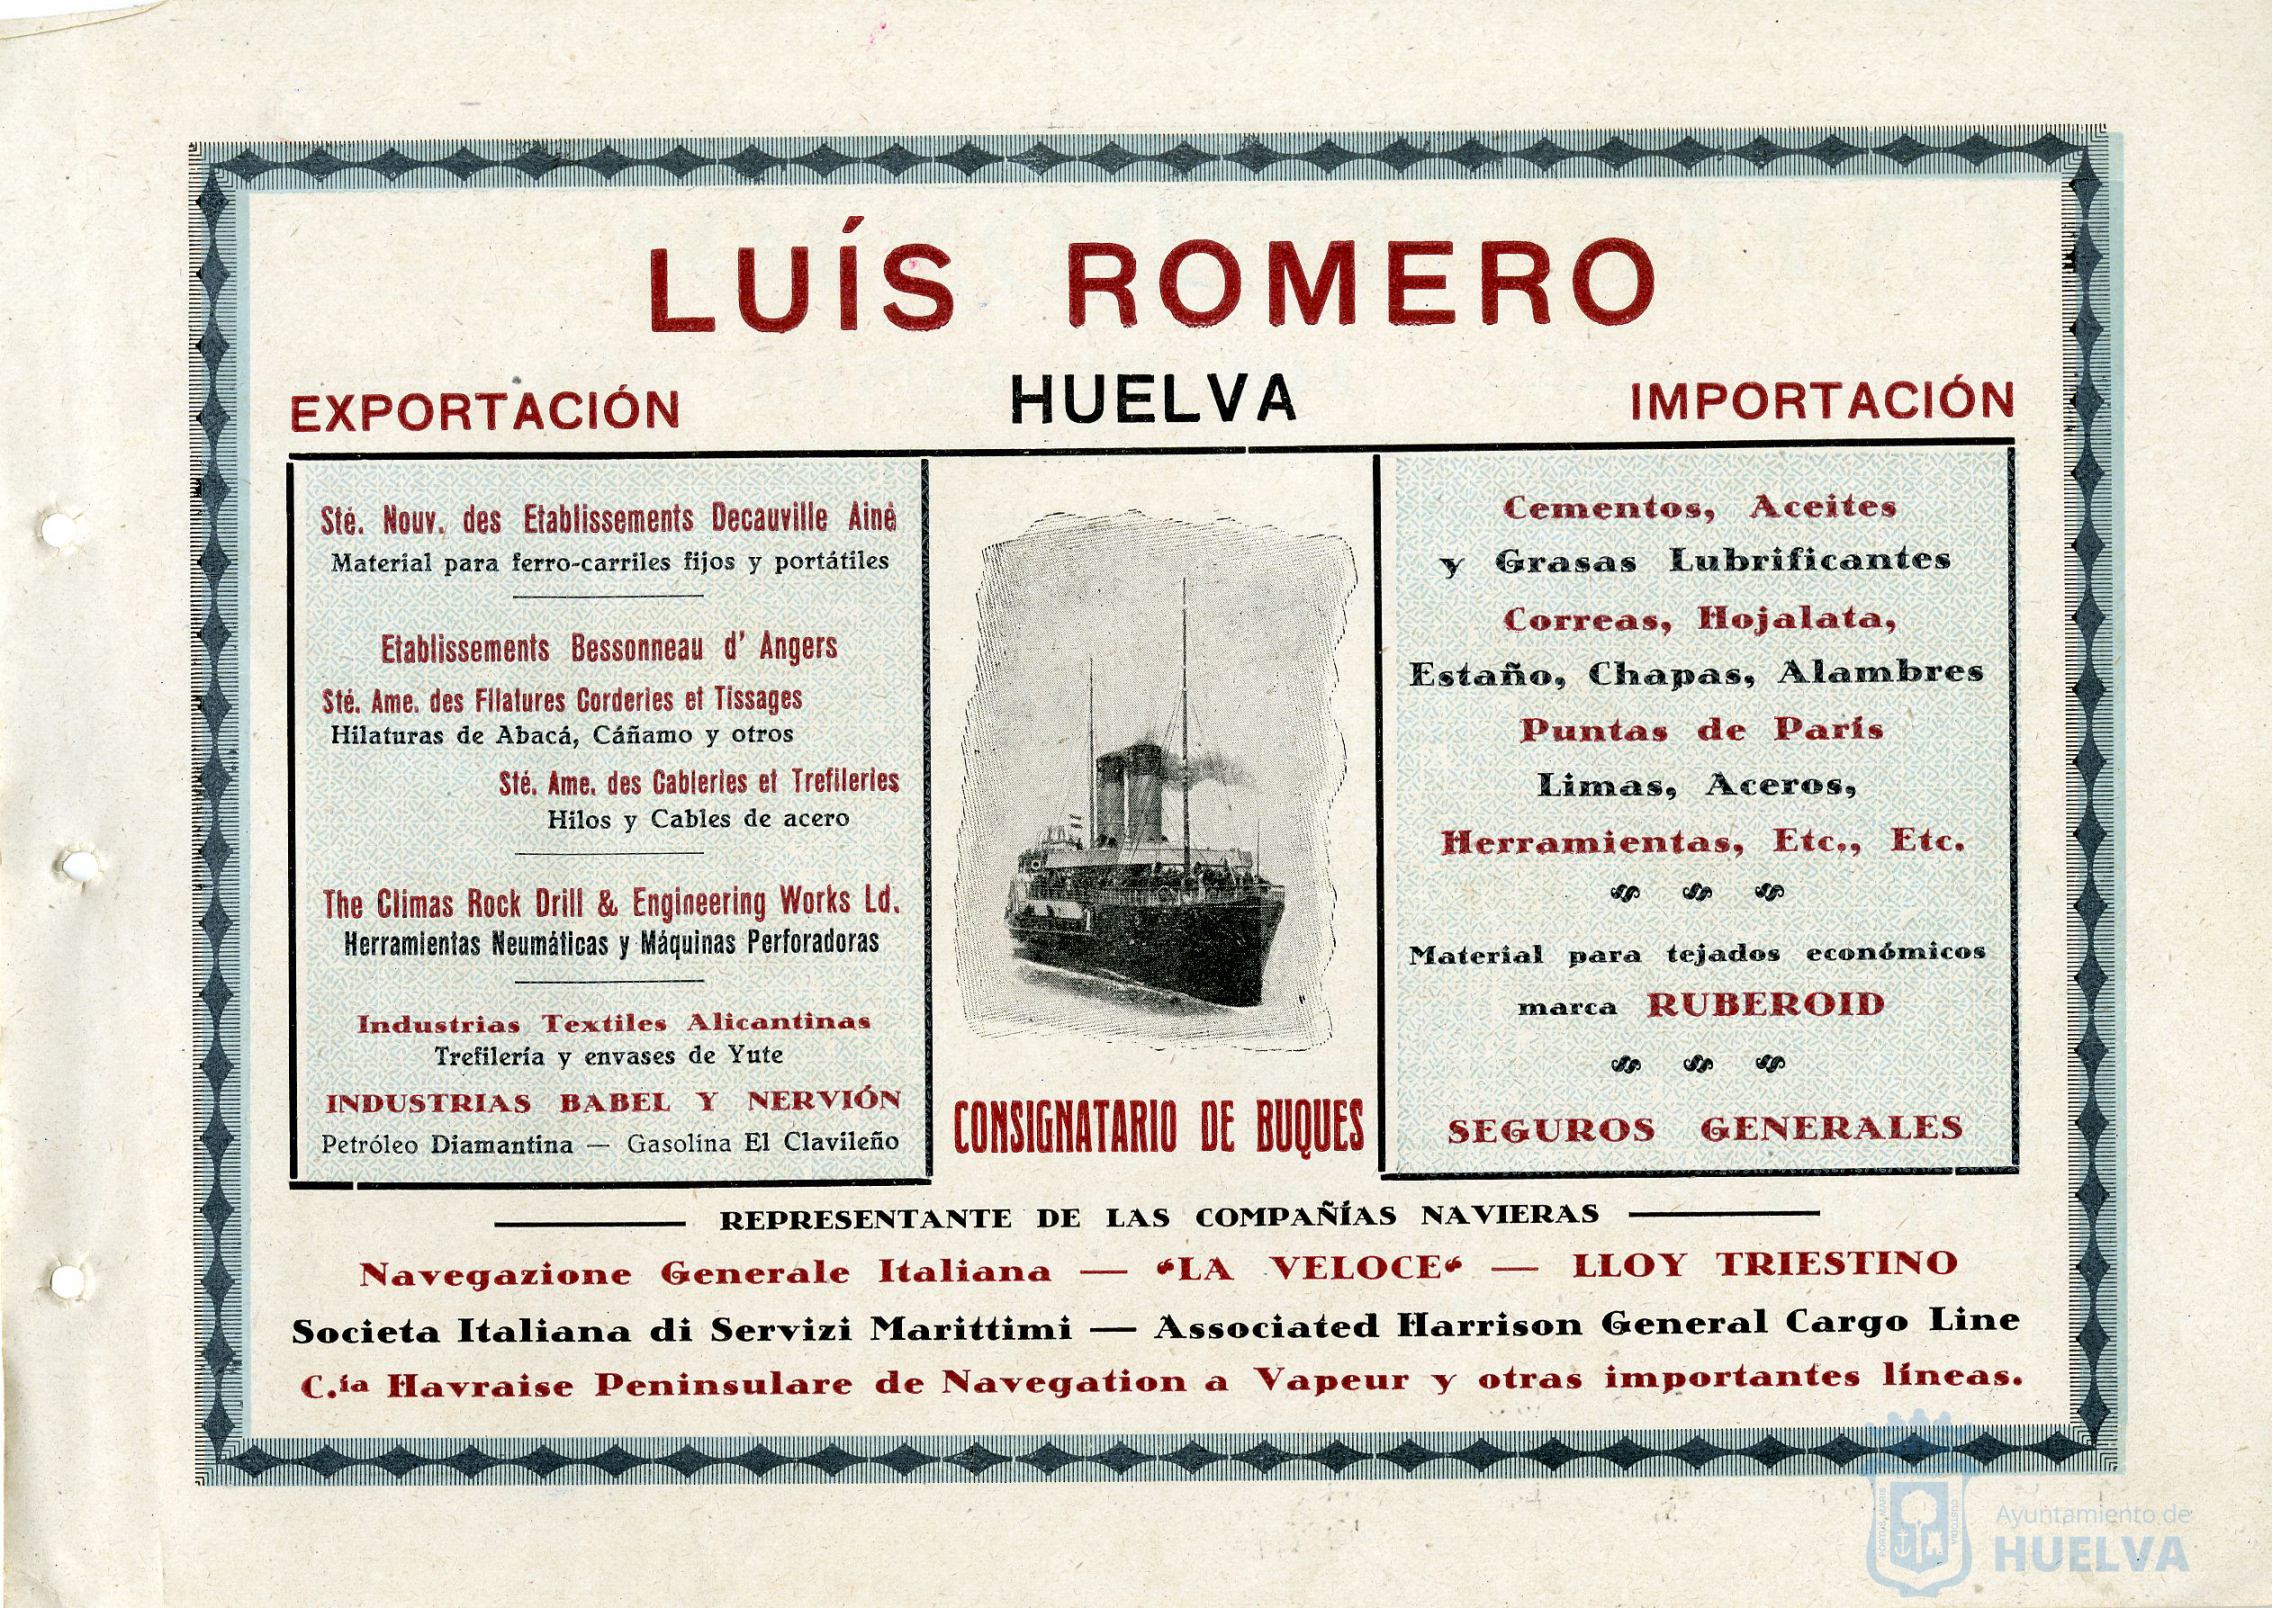 LUÍS ROMERO
EXPORTACIÓN
HUELVA
IMPORTACIÓN
Sté. Nouv. des Etablissements Decauville Ainé
Material para ferro-carriles fijos y portátiles
Etablissements Bessonneau d' Angers
Sté. Ame. des Filatures Corderies et Tissages
Hilaturas de Abacá, Cáñamo y otros
Sté. Ame. des Cableries et Trefileries
Hilos y Cables de acero
The Climas Rock Drill & Engineering Works Ld.
Herramientas Neumáticas y Máquinas Perforadoras
Industrias Textiles Alicantinas
Trefilería y envases de Yute
INDUSTRIAS BABEL Y NERVIÓN
Petróleo Diamantina — Gasolina El Clavileño
CONSIGNATARIO DE BUQUES
Cementos, Aceites
y Grasas Lubrificantes
Correas, Hojalata,
Estaño, Chapas, Alambres
Puntas de París
Limas, Aceros,
Herramientas, Etc., Etc.
Material para tejados económicos
marca RUBEROID
SEGUROS GENERALES
REPRESENTANTE DE LAS COMPAÑÍAS NAVIERAS
Navegazione Generale Italiana — “LA VELOCE“ — LLOY TRIESTINO
Societa Italiana di Servizi Marittimi — Associated Harrison General Cargo Line
C.ía Havraise Peninsulare de Navegation a Vapeur y otras importantes líneas.
PORTUS MARIS
CUSTODIA
Ayuntamiento de
HUELVA